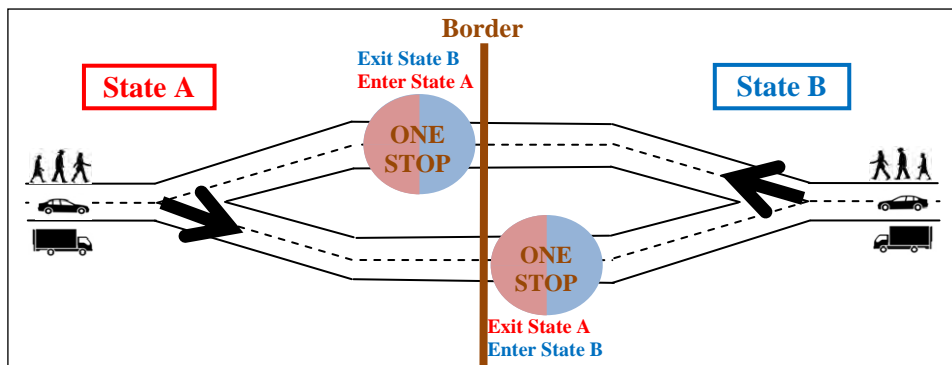 Border
Exit State B
Enter State A
State A
State B
ONE
STOP
ONE
STOP
Exit State A
Enter State B